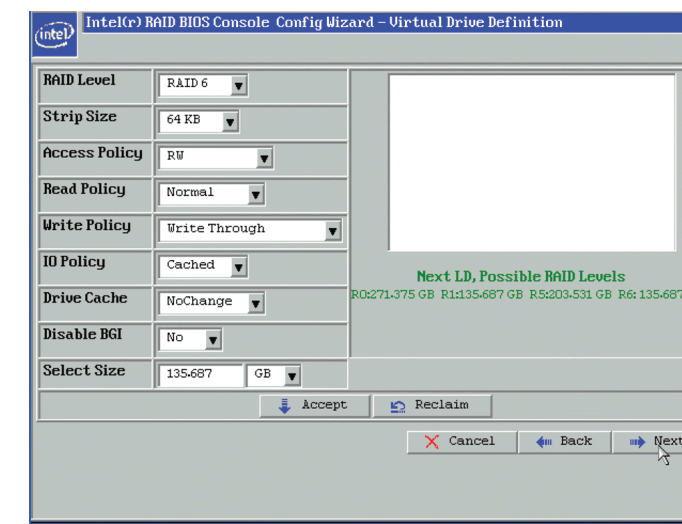 intel
Intel(r) RAID BIOS Console Config Wizard – Virtual Drive Definition
RAID Level RAID 6
Strip Size 64 KB
Access Policy RW
Read Policy Normal
Write Policy Write Through
IO Policy Cached
Next LD, Possible RAID Levels
Drive Cache NoChange
R0:271.375 GB R1:135.687 GB R5:203.531 GB R6: 135.687
Disable BGI No
Select Size 135.687 GB
Accept Reclaim
Cancel Back Next